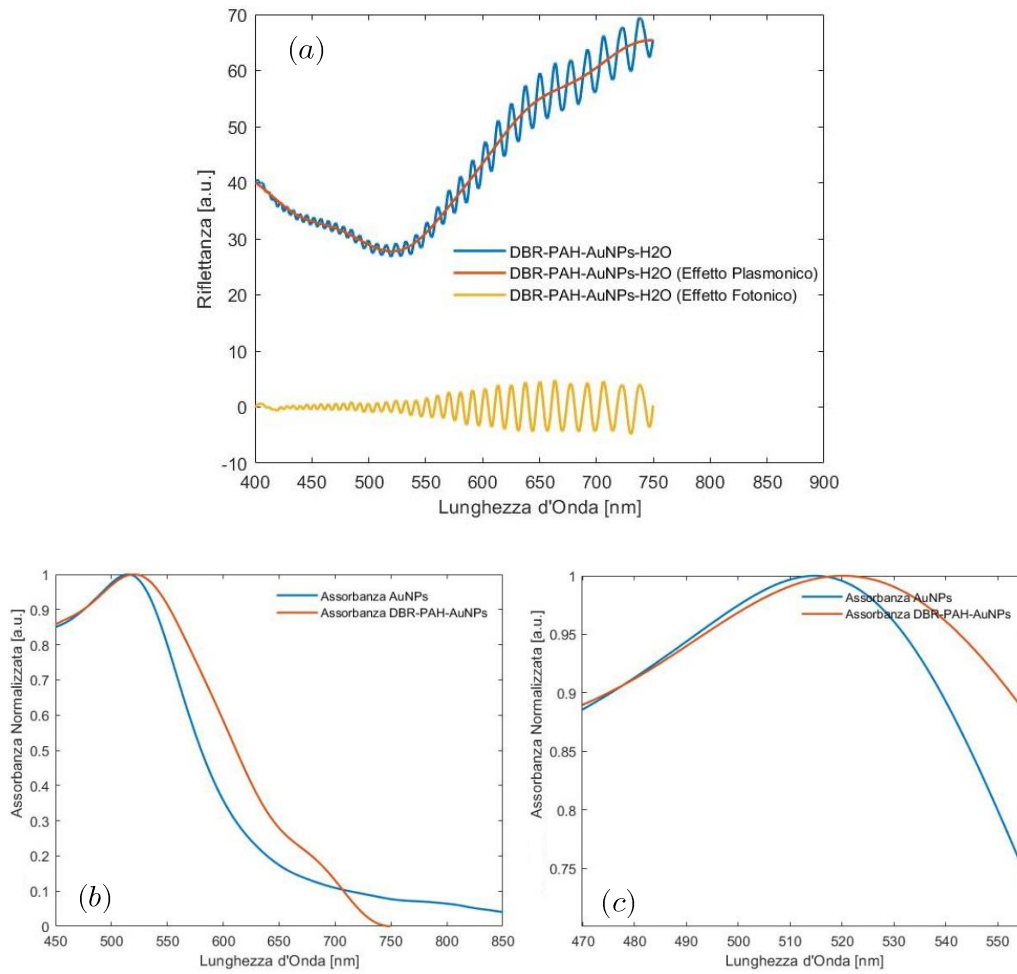 (a)
Riflettanza [a.u.]
70
60
50
40
30
20
10
0
-10
DBR-PAH-AuNPs-H2O
DBR-PAH-AuNPs-H2O (Effetto Plasmonico)
DBR-PAH-AuNPs-H2O (Effetto Fotonico)
400 450 500 550 600 650 700 750 800 850 900
Lunghezza d'Onda [nm]
(b)
Assorbanza Normalizzata [a.u.]
1
0.9
0.8
0.7
0.6
0.5
0.4
0.3
0.2
0.1
0
Assorbanza AuNPs
Assorbanza DBR-PAH-AuNPs
450 500 550 600 650 700 750 800 850
Lunghezza d'Onda [nm]
(c)
Assorbanza Normalizzata [a.u.]
1
0.95
0.9
0.85
0.8
0.75
Assorbanza AuNPs
Assorbanza DBR-PAH-AuNPs
470 480 490 500 510 520 530 540 550
Lunghezza d'Onda [nm]